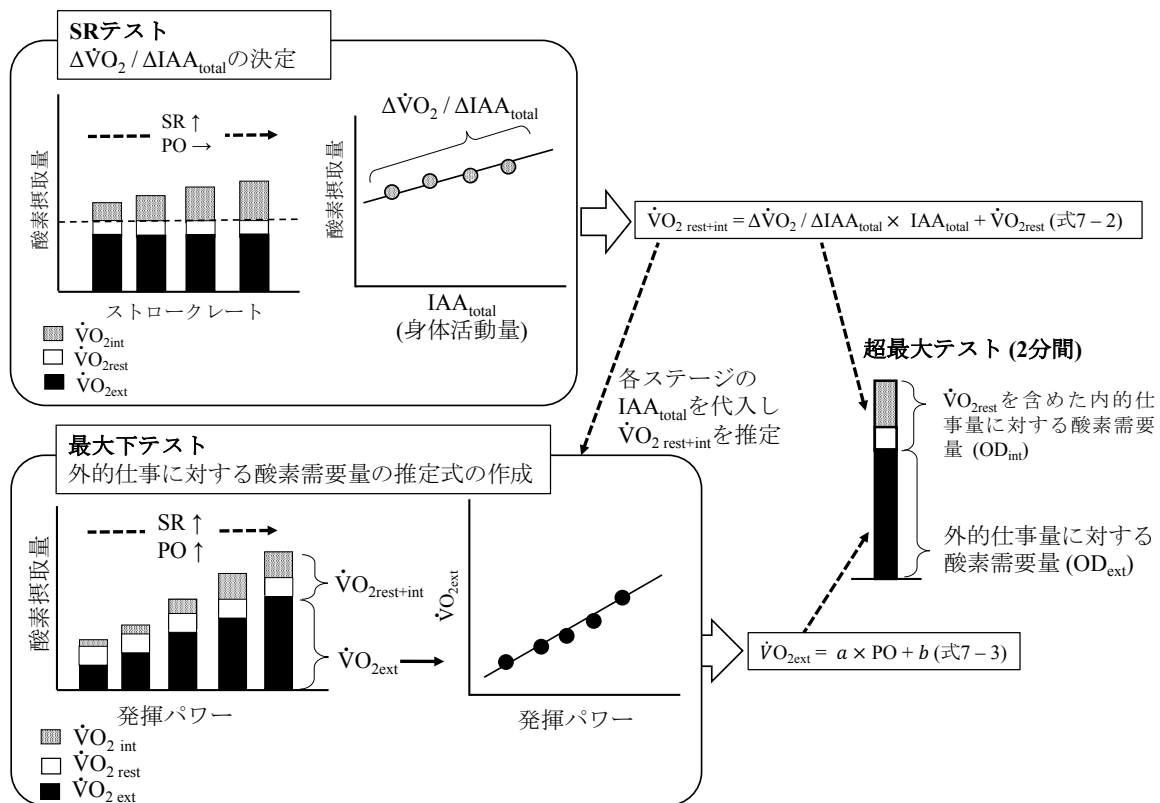 SRテスト
ΔV̇O₂ / ΔIAAtotalの決定
SR ↑
PO →
酸素摂取量
ストロークレート
V̇O2int
V̇O2rest
V̇O2ext
ΔV̇O₂ / ΔIAAtotal
酸素摂取量
IAAtotal
(身体活動量)
V̇O2 rest+int = ΔV̇O₂ / ΔIAAtotal × IAAtotal + V̇O2rest (式7 – 2)
各ステージの
IAAtotalを代入し
V̇O2 rest+intを推定
超最大テスト (2分間)
V̇O2restを含めた内的仕
事量に対する酸素需要
量 (ODint)
外的仕事量に対する
酸素需要量 (ODext)
最大下テスト
外的仕事に対する酸素需要量の推定式の作成
SR ↑
PO ↑
酸素摂取量
V̇O2rest+int
V̇O2ext
発揮パワー
V̇O2 int
V̇O2 rest
V̇O2 ext
V̇O2ext
発揮パワー
V̇O2ext = a × PO + b (式7 – 3)